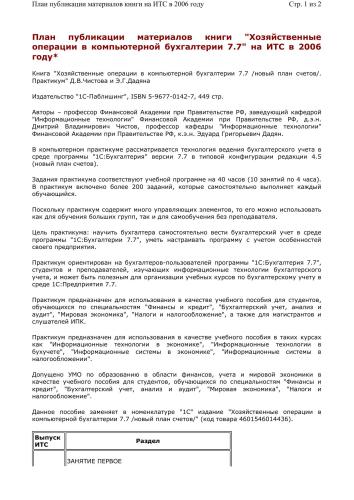 План публикации материалов книги на ИТС в 2006 году Стр. 1 из 2
План публикации материалов книги "Хозяйственные
операции в компьютерной бухгалтерии 7.7" на ИТС в 2006
году*
Книга "Хозяйственные операции в компьютерной бухгалтерии 7.7 /новый план счетов/.
Практикум" Д.В.Чистова и Э.Г.Дадяна
Издательство "1С-Паблишинг", ISBN 5-9677-0142-7, 449 стр.
Авторы – профессор Финансовой Академии при Правительстве РФ, заведующий кафедрой
"Информационные технологии" Финансовой Академии при Правительстве РФ, д.э.н.
Дмитрий Владимирович Чистов, профессор кафедры "Информационные технологии"
Финансовой Академии при Правительстве РФ, к.э.н. Эдуард Григорьевич Дадян.
В компьютерном практикуме рассматривается технология ведения бухгалтерского учета в
среде программы "1С:Бухгалтерия" версии 7.7 в типовой конфигурации редакции 4.5
(новый план счетов).
Задания практикума соответствуют учебной программе на 40 часов (10 занятий по 4 часа).
В практикум включено более 200 заданий, которые самостоятельно выполняет каждый
обучающийся.
Поскольку практикум содержит много управляющих элементов, то его можно использовать
как для обучения больших групп, так и для самообучения без преподавателя.
Цель практикума: научить бухгалтера самостоятельно вести бухгалтерский учет в среде
программы "1С:Бухгалтерии 7.7", уметь настраивать программу с учетом особенностей
своего предприятия.
Практикум ориентирован на бухгалтеров-пользователей программы "1С:Бухгалтерия 7.7",
студентов и преподавателей, изучающих информационные технологии бухгалтерского
учета, и может быть полезным для организации учебных курсов по бухгалтерскому учету в
среде 1С:Предприятия 7.7.
Практикум предназначен для использования в качестве учебного пособия для студентов,
обучающихся по специальностям "Финансы и кредит", "Бухгалтерский учет, анализ и
аудит", "Мировая экономика", "Налоги и налогообложение", а также для магистрантов и
слушателей ИПК.
Практикум предназначен для использования в качестве учебного пособия в таких курсах
как "Информационные технологии в экономике", "Информационные технологии в
бухучете", "Информационные системы в экономике", "Информационные системы в
налогообложении".
Допущено УМО по образованию в области финансов, учета и мировой экономики в
качестве учебного пособия для студентов, обучающихся по специальностям "Финансы и
кредит", "Бухгалтерский учет, анализ и аудит", "Мировая экономика", "Налоги и
налогообложение".
Данное пособие заменяет в номенклатуре "1С" издание "Хозяйственные операции в
компьютерной бухгалтерии 7.7 /новый план счетов/" (код товара 4601546014436).
Выпуск
ИТС
Раздел
ЗАНЯТИЕ ПЕРВОЕ